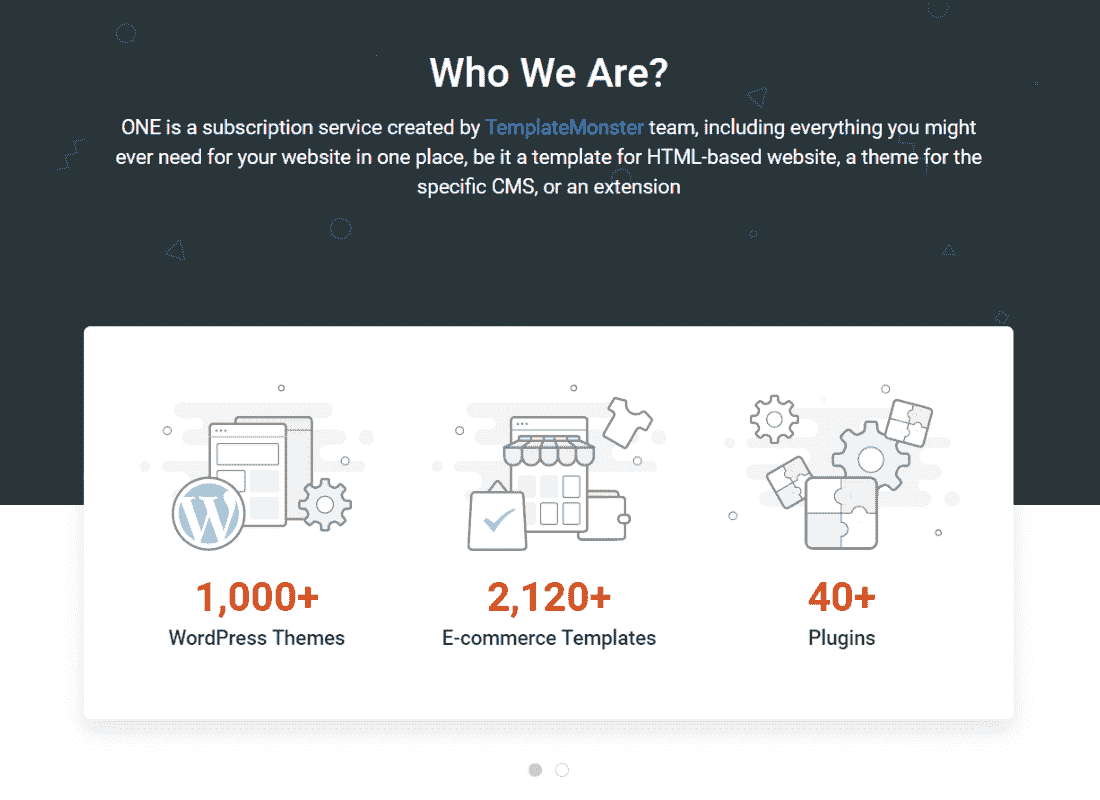 Who We Are?
ONE is a subscription service created by TemplateMonster team, including everything you might
ever need for your website in one place, be it a template for HTML-based website, a theme for the
specific CMS, or an extension
1,000+
WordPress Themes
2,120+
E-commerce Templates
40+
Plugins